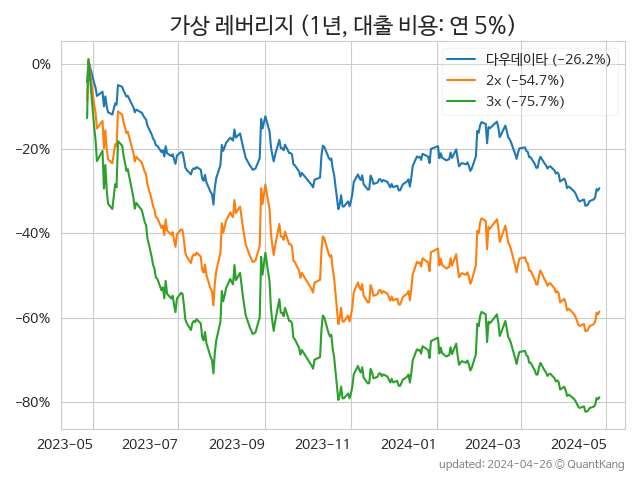 가상 레버리지 (1년, 대출 비용: 연 5%)
다우데이타 (−26.2%)
2x (−54.7%)
3x (−75.7%)
0%
−20%
−40%
−60%
−80%
2023-05 2023-07 2023-09 2023-11 2024-01 2024-03 2024-05
updated: 2024-04-26 © QuantKang